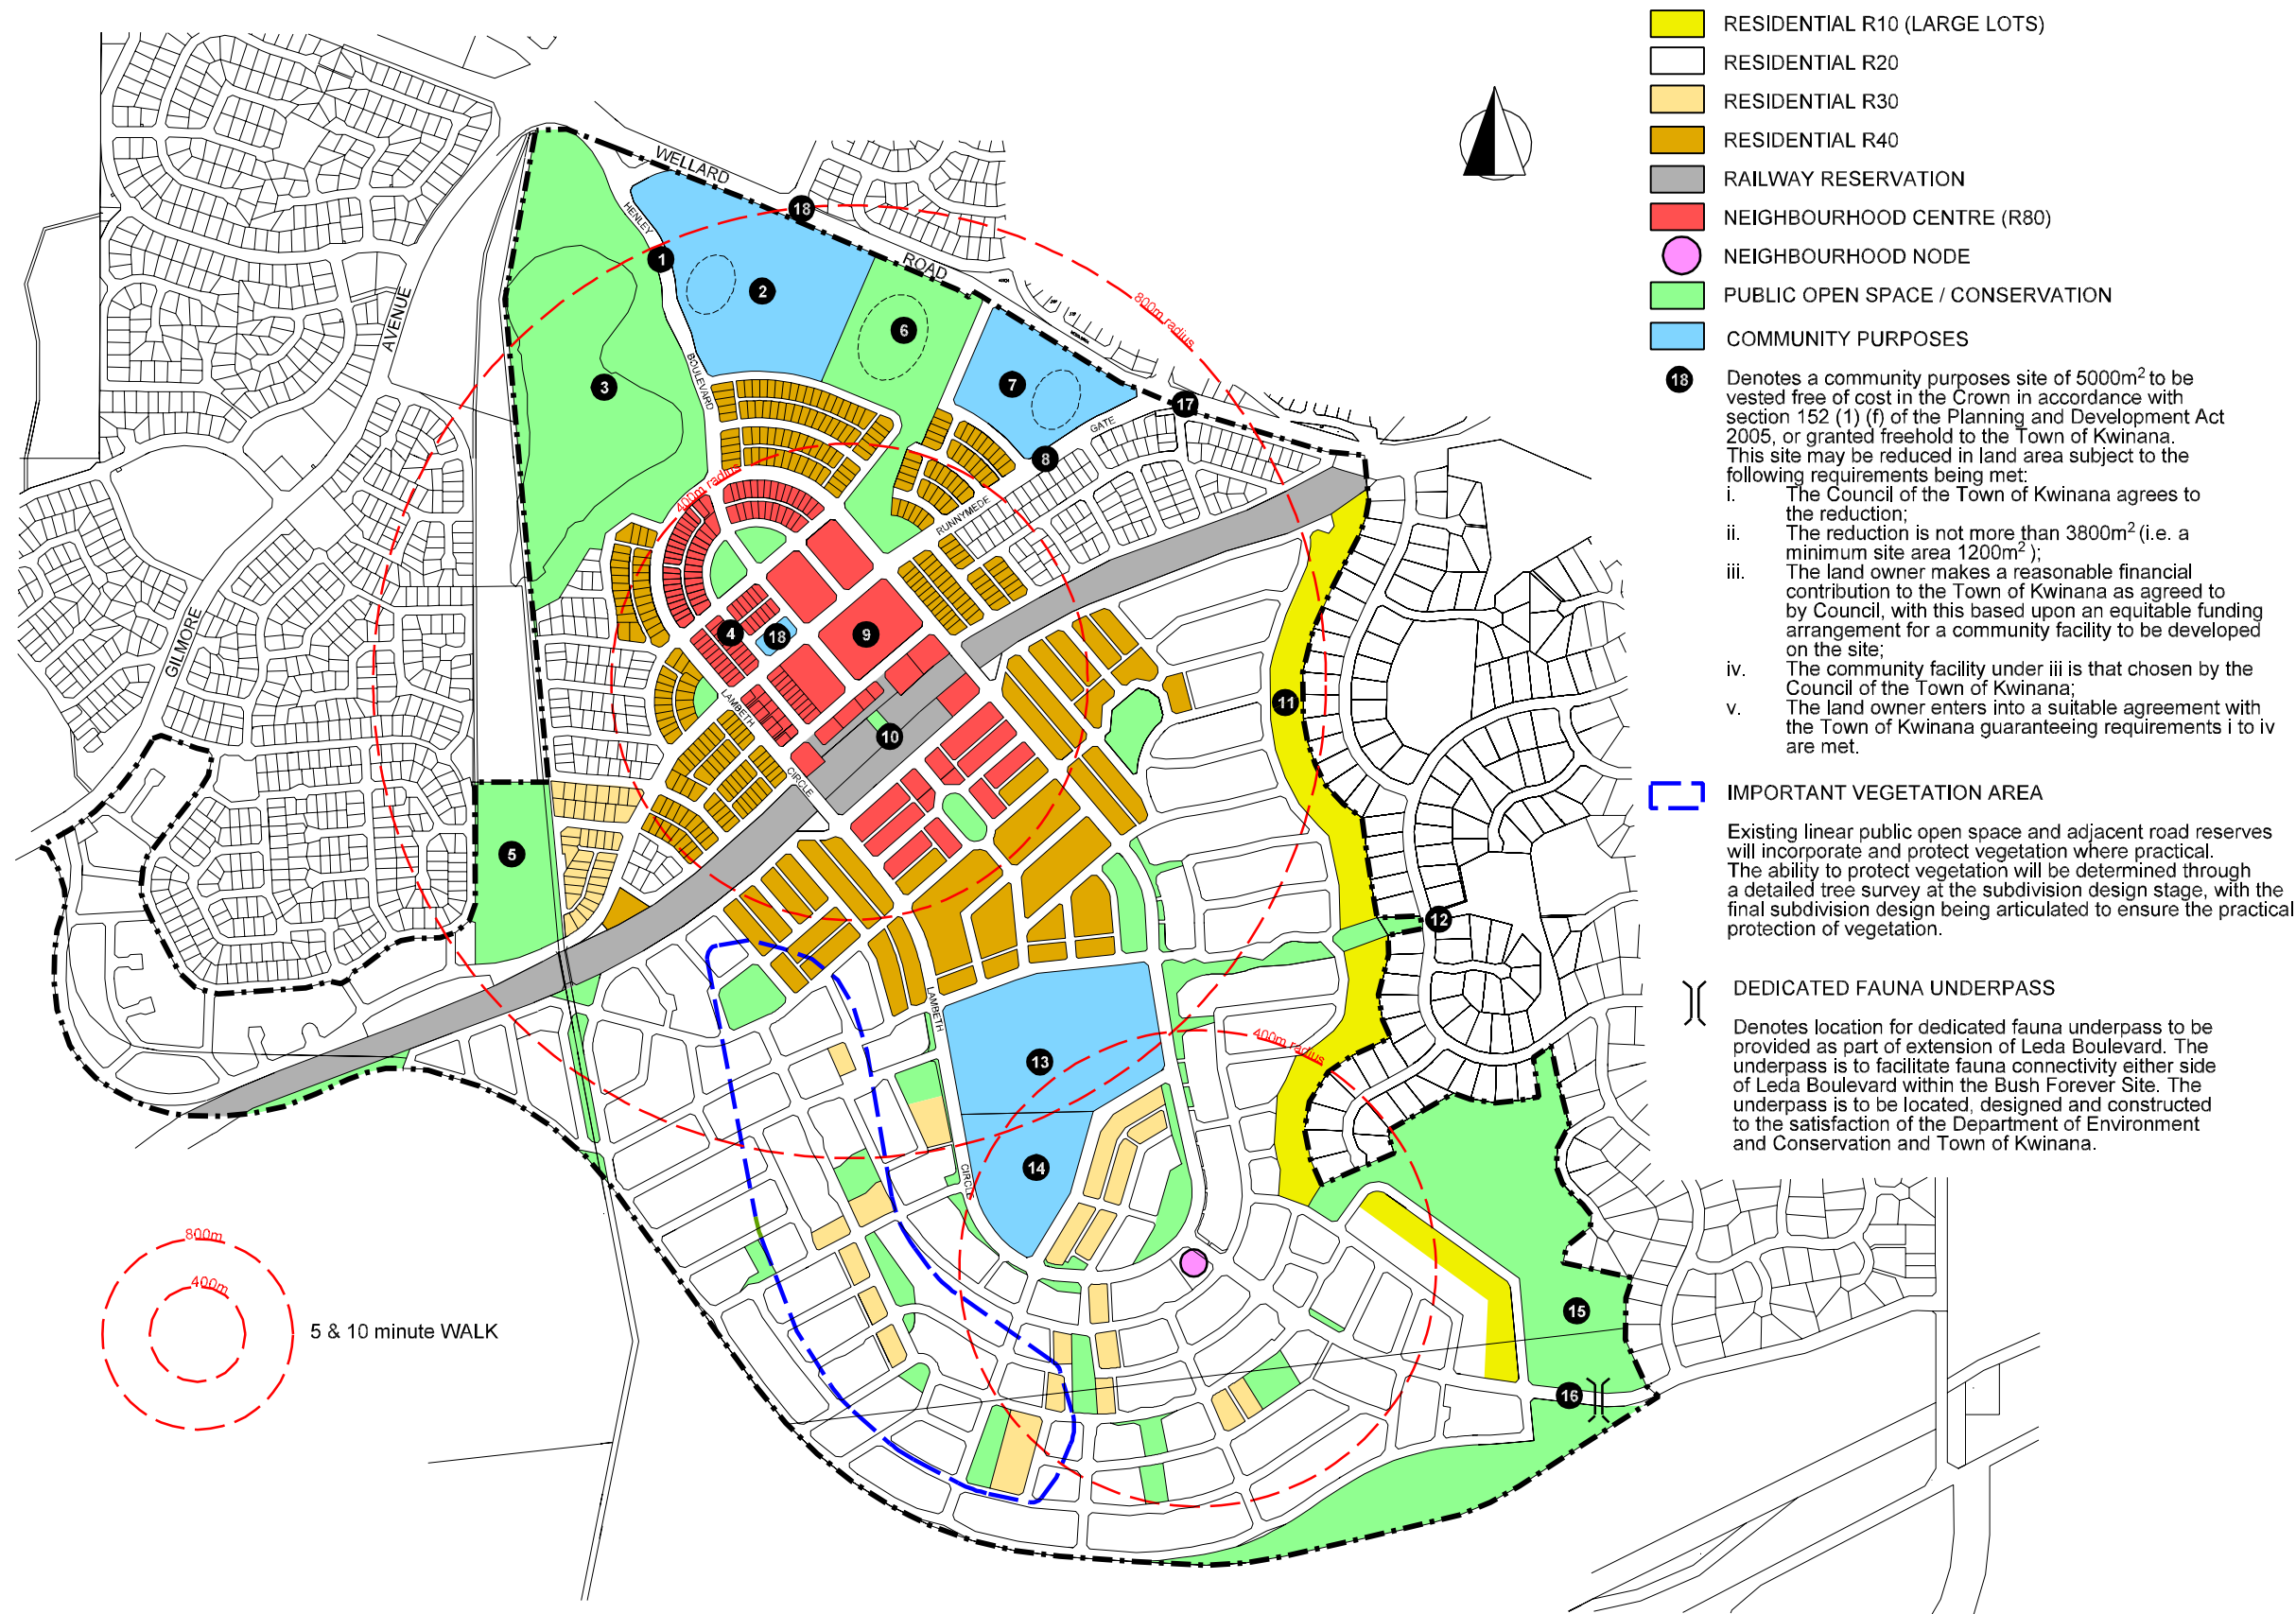 RESIDENTIAL R10 (LARGE LOTS)
RESIDENTIAL R20
RESIDENTIAL R30
RESIDENTIAL R40
RAILWAY RESERVATION
NEIGHBOURHOOD CENTRE (R80)
NEIGHBOURHOOD NODE
PUBLIC OPEN SPACE / CONSERVATION
COMMUNITY PURPOSES
18 Denotes a community purposes site of 5000m² to be
vested free of cost in the Crown in accordance with
section 152 (1) (f) of the Planning and Development Act
2005, or granted freehold to the Town of Kwinana.
This site may be reduced in land area subject to the
following requirements being met:
i. The Council of the Town of Kwinana agrees to
the reduction;
ii. The reduction is not more than 3800m² (i.e. a
minimum site area 1200m² );
iii. The land owner makes a reasonable financial
contribution to the Town of Kwinana as agreed to
by Council, with this based upon an equitable funding
arrangement for a community facility to be developed
on the site;
iv. The community facility under iii is that chosen by the
Council of the Town of Kwinana;
v. The land owner enters into a suitable agreement with
the Town of Kwinana guaranteeing requirements i to iv
are met.
IMPORTANT VEGETATION AREA
Existing linear public open space and adjacent road reserves
will incorporate and protect vegetation where practical.
The ability to protect vegetation will be determined through
a detailed tree survey at the subdivision design stage, with the
final subdivision design being articulated to ensure the practical
protection of vegetation.
DEDICATED FAUNA UNDERPASS
Denotes location for dedicated fauna underpass to be
provided as part of extension of Leda Boulevard. The
underpass is to facilitate fauna connectivity either side
of Leda Boulevard within the Bush Forever Site. The
underpass is to be located, designed and constructed
to the satisfaction of the Department of Environment
and Conservation and Town of Kwinana.
WELLARD
ROAD
HENLEY
BOULEVARD
AVENUE
GILMORE
GATE
RUNNYMEDE
LAMBETH
CIRCLE
LAMBETH
CIRCLE
800m radius
400m radius
400m radius
18
1
2
6
3
7
17
8
4
18
9
11
10
5
12
13
14
15
16
800m
400m
5 & 10 minute WALK